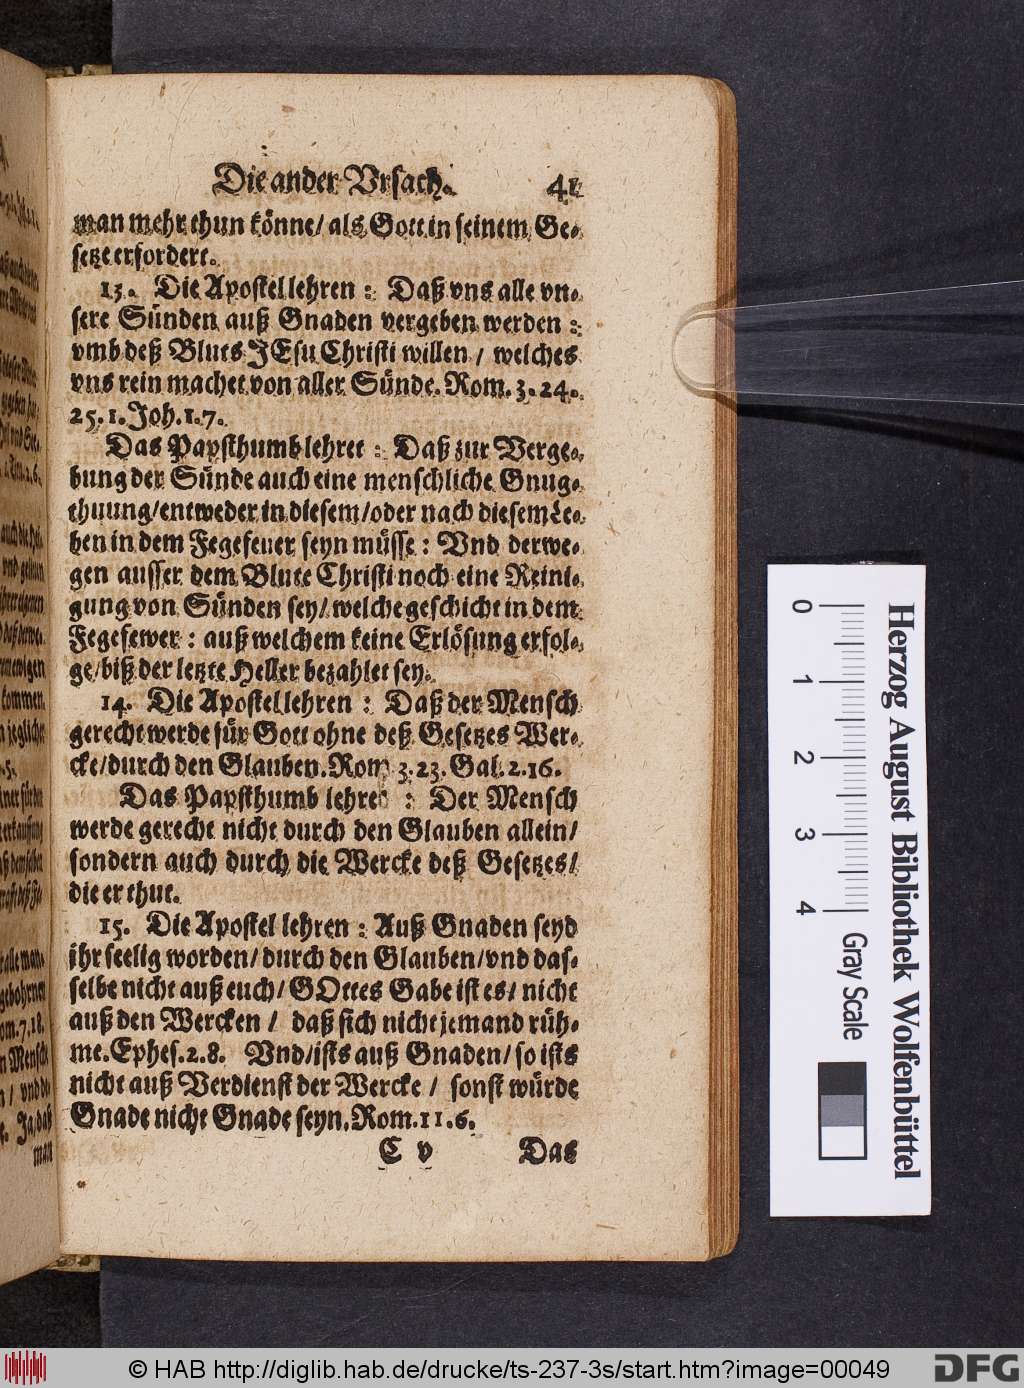 Die ander Vrsach. 41
man mehr thun könne/ als Gott in seinem Ge-
setze erfordert.
13. Die Apostel lehren: Daß vns alle vn-
sere Sünden auß Gnaden vergeben werden:
vmb deß Bluts JEsu Christi willen/ welches
vns rein machet von aller Sünde. Rom. 3. 24.
25. 1. Joh. 1. 7.
Das Papsthumb lehret: Daß zur Verge-
bung der Sünde auch eine menschliche Gnug-
thuung/ entweder in diesem/ oder nach diesem Le-
ben in dem Fegefeuer seyn müsse: Vnd derwe-
gen ausser dem Blute Christi noch eine Reini-
gung von Sünden sey/ welche geschicht in dem
Fegefewer: auß welchem keine Erlösung erfol-
ge/ biß der letzte Heller bezahlet sey.
14. Die Apostel lehren: Daß der Mensch
gerecht werde für Gott ohne deß Gesetzes Wer-
cke/ durch den Glauben. Rom. 3. 23. Gal. 2. 16.
Das Papsthumb lehret: Der Mensch
werde gerecht nicht durch den Glauben allein/
sondern auch durch die Wercke deß Gesetzes/
die er thut.
15. Die Apostel lehren: Auß Gnaden seyd
ihr seelig worden/ durch den Glauben/ vnd das-
selbe nicht auß euch/ GOttes Gabe ist es/ nicht
auß den Wercken/ daß sich nicht jemand rüh-
me. Ephes. 2. 8. Vnd/ ists auß Gnaden/ so ists
nicht auß Verdienst der Wercke/ sonst würde
Gnade nicht Gnade seyn. Rom. 11. 6.
C v Das
0 1 2 3 4
Gray Scale
Herzog August Bibliothek Wolfenbüttel
© HAB http://diglib.hab.de/drucke/ts-237-3s/start.htm?image=00049
DFG